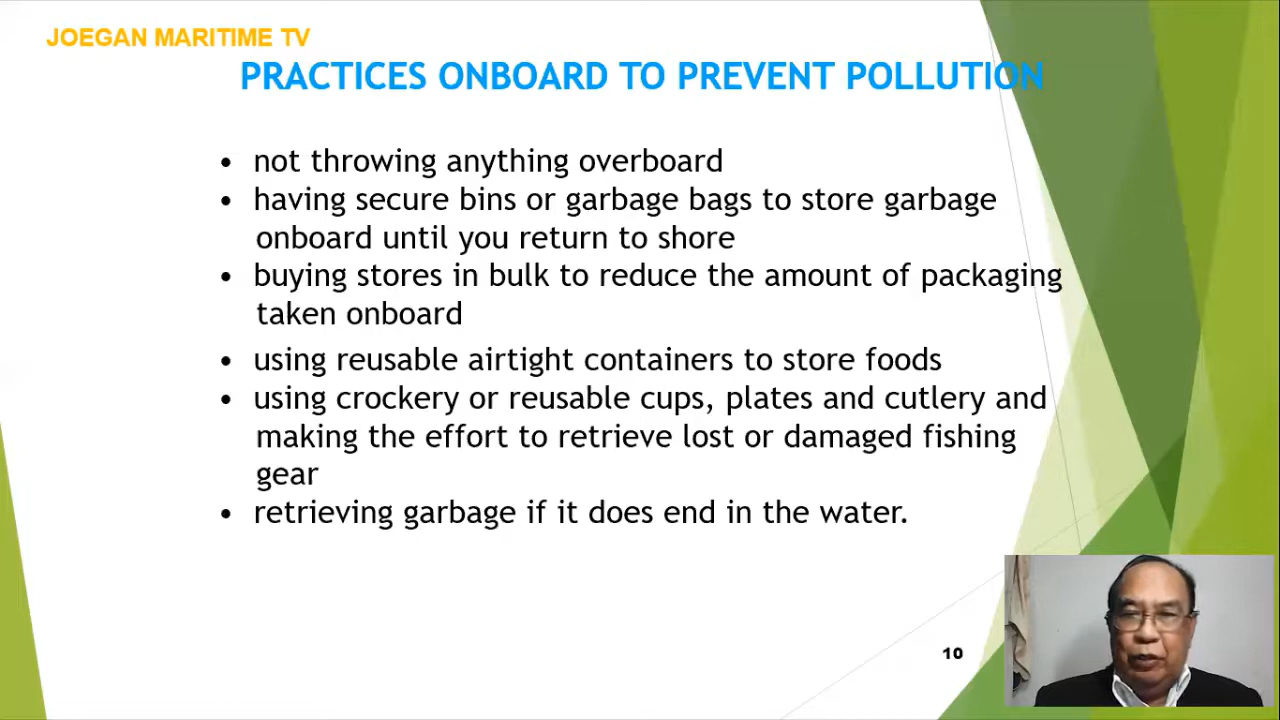 JOEGAN MARITIME TV
PRACTICES ONBOARD TO PREVENT POLLUTION
• not throwing anything overboard
• having secure bins or garbage bags to store garbage
onboard until you return to shore
• buying stores in bulk to reduce the amount of packaging
taken onboard
• using reusable airtight containers to store foods
• using crockery or reusable cups, plates and cutlery and
making the effort to retrieve lost or damaged fishing
gear
• retrieving garbage if it does end in the water.
10